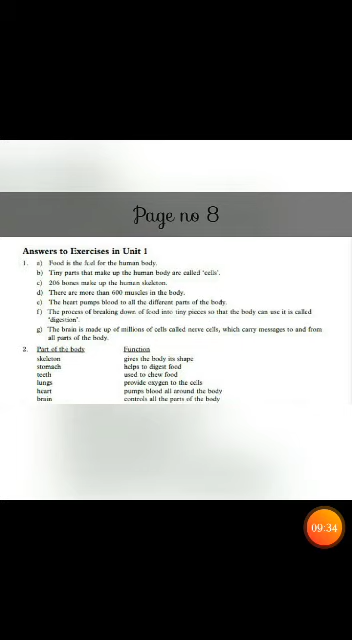 Page no 8
Answers to Exercises in Unit 1
1. a) Food is the fuel for the human body.
b) Tiny parts that make up the human body are called 'cells'.
c) 206 bones make up the human skeleton.
d) There are more than 600 muscles in the body.
e) The heart pumps blood to all the different parts of the body.
f) The process of breaking down of food into tiny pieces so that the body can use it is called
'digestion'.
g) The brain is made up of millions of cells called nerve cells, which carry messages to and from
all parts of the body.
2. Part of the body Function
skeleton gives the body its shape
stomach helps to digest food
teeth used to chew food
lungs provide oxygen to the cells
heart pumps blood all around the body
brain controls all the parts of the body
09:34